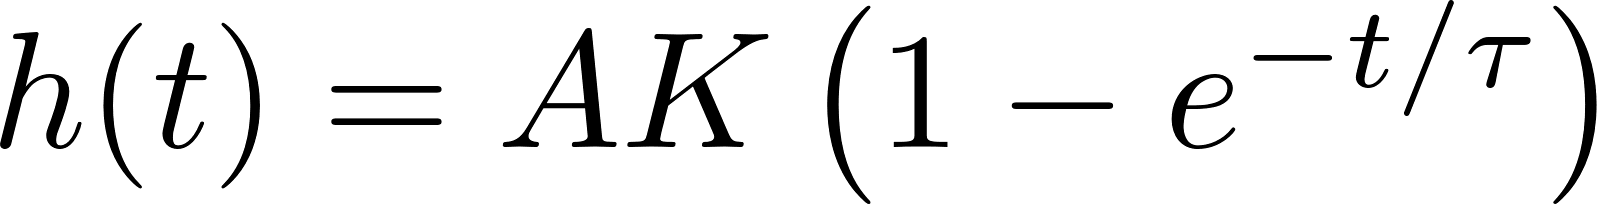 h(t) = AK (1 − e^{−t/τ})